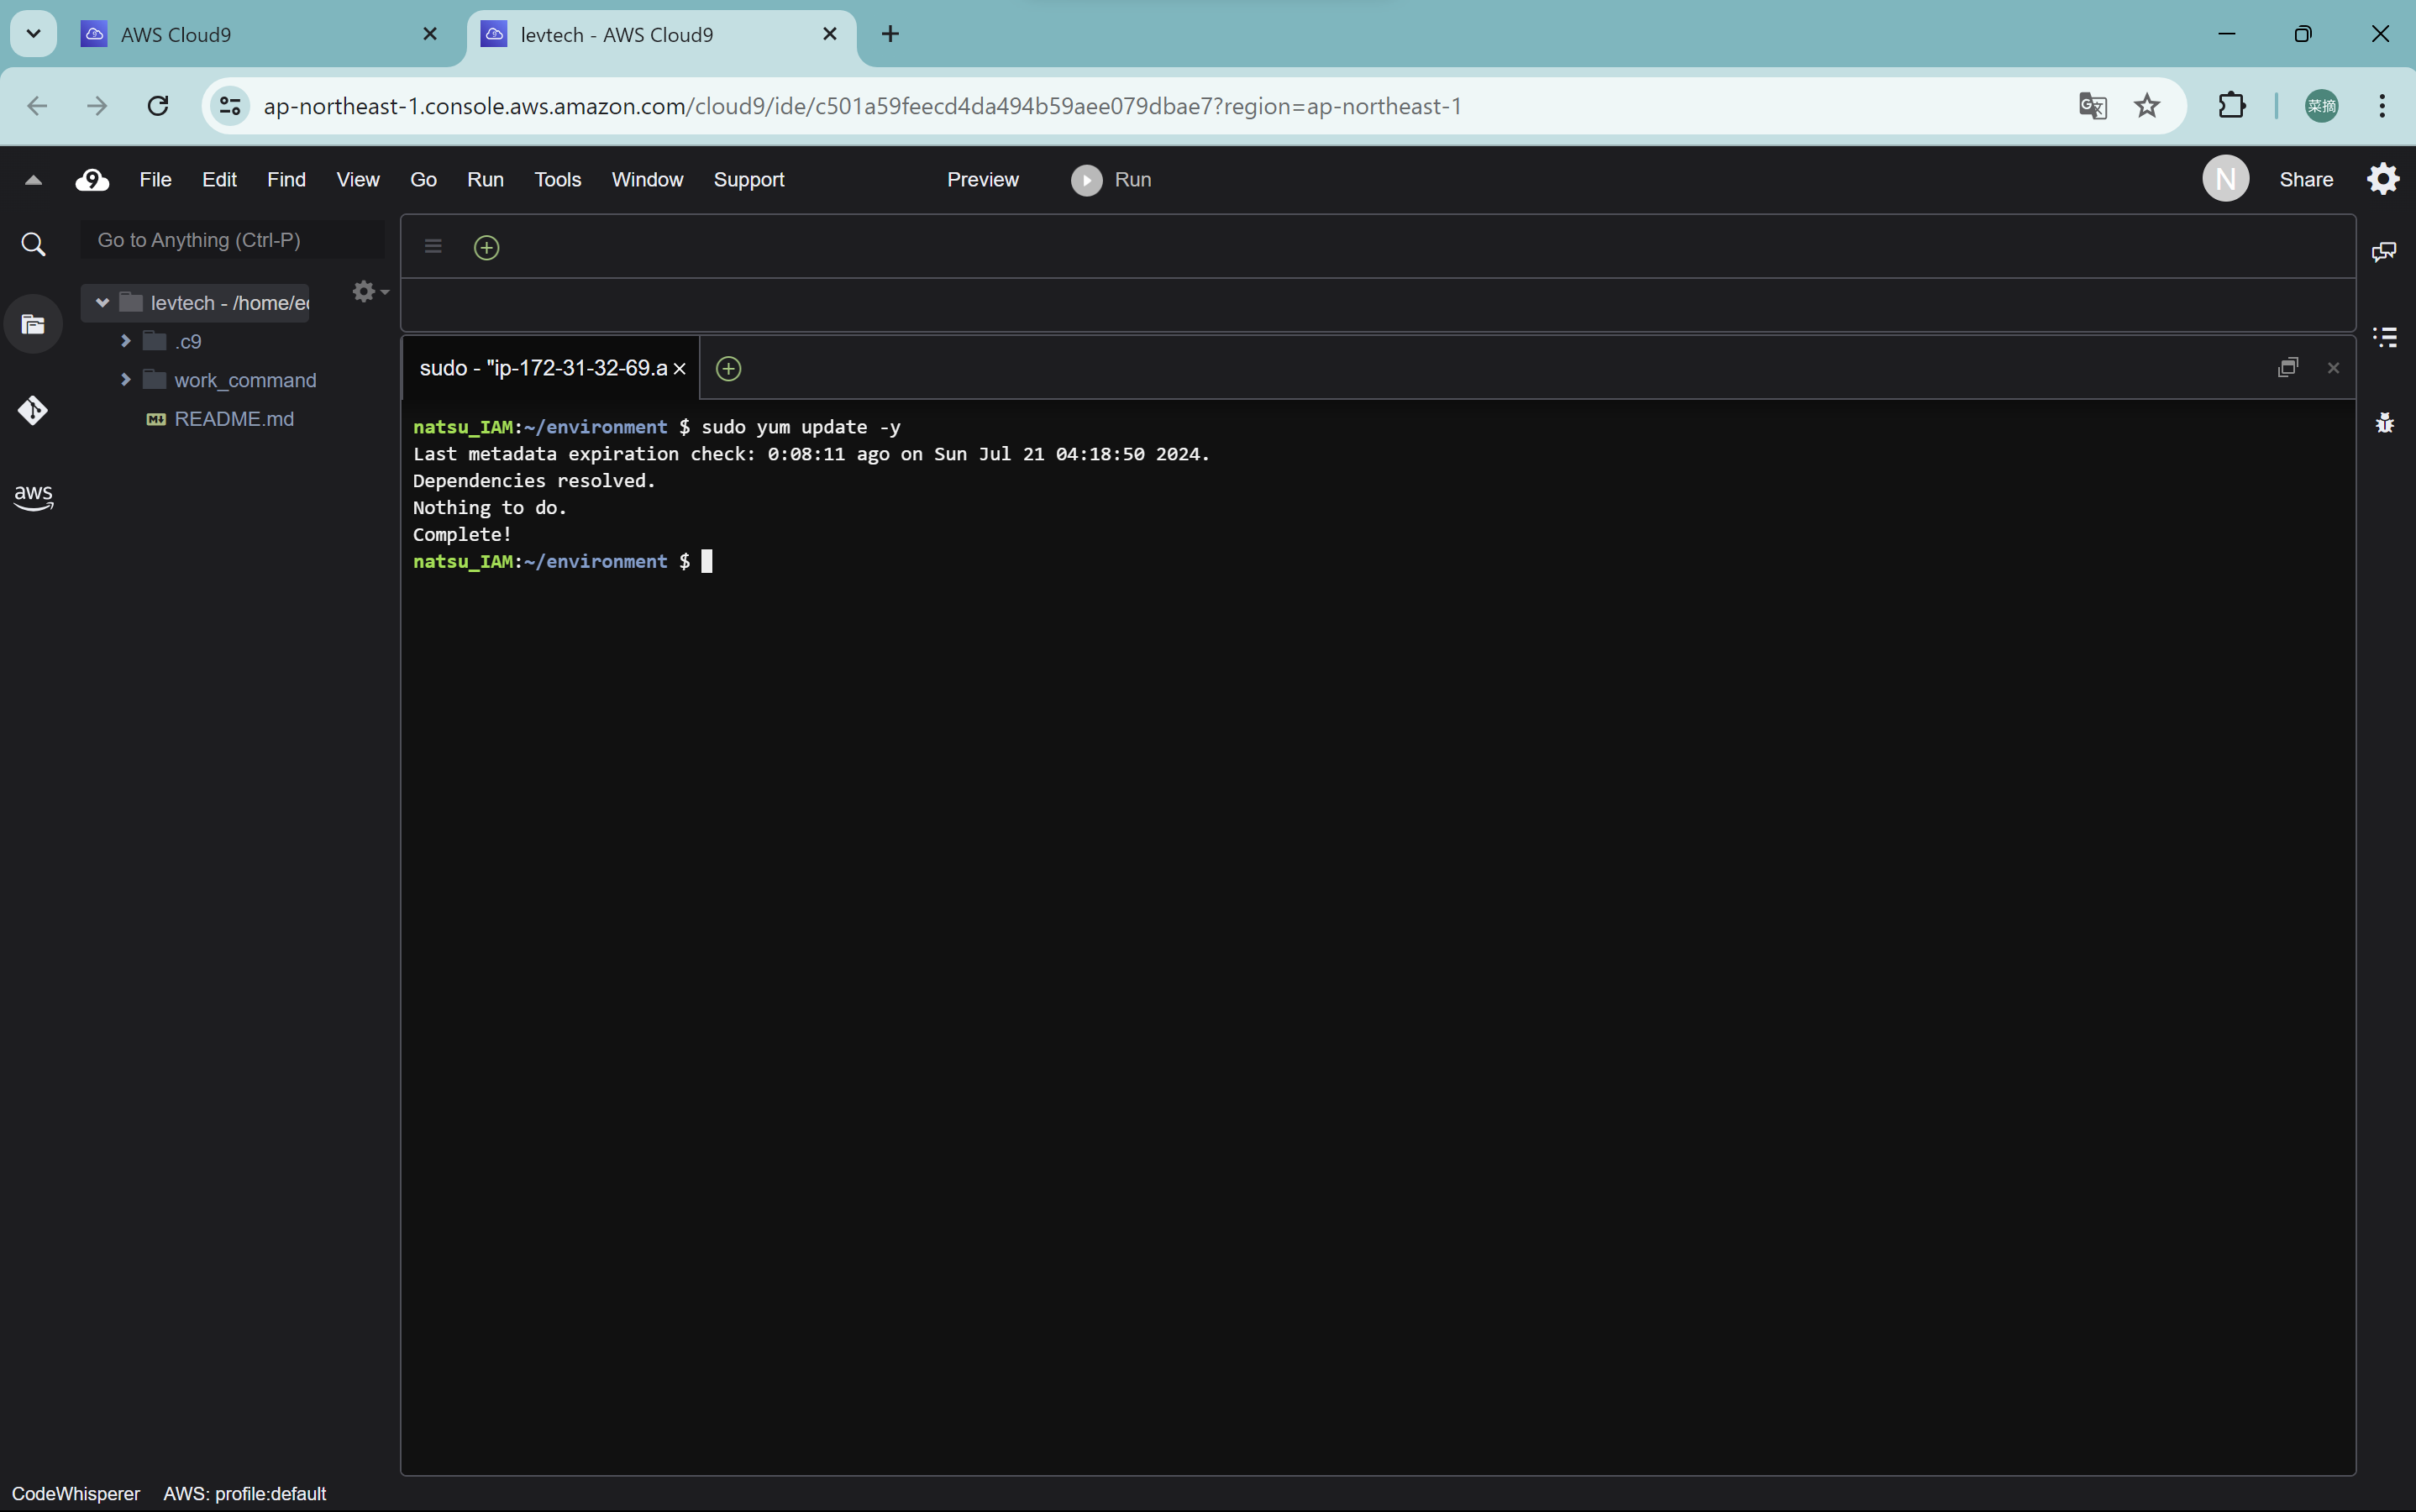 AWS Cloud9
levtech - AWS Cloud9
ap-northeast-1.console.aws.amazon.com/cloud9/ide/c501a59feecd4da494b59aee079dbae7?region=ap-northeast-1
菜摘
9 File Edit Find View Go Run Tools Window Support Preview Run N Share
Go to Anything (Ctrl-P)
levtech - /home/ec
.c9
work_command
README.md
aws
sudo - "ip-172-31-32-69.a
natsu_IAM:~/environment $ sudo yum update -y
Last metadata expiration check: 0:08:11 ago on Sun Jul 21 04:18:50 2024.
Dependencies resolved.
Nothing to do.
Complete!
natsu_IAM:~/environment $
CodeWhisperer AWS: profile:default